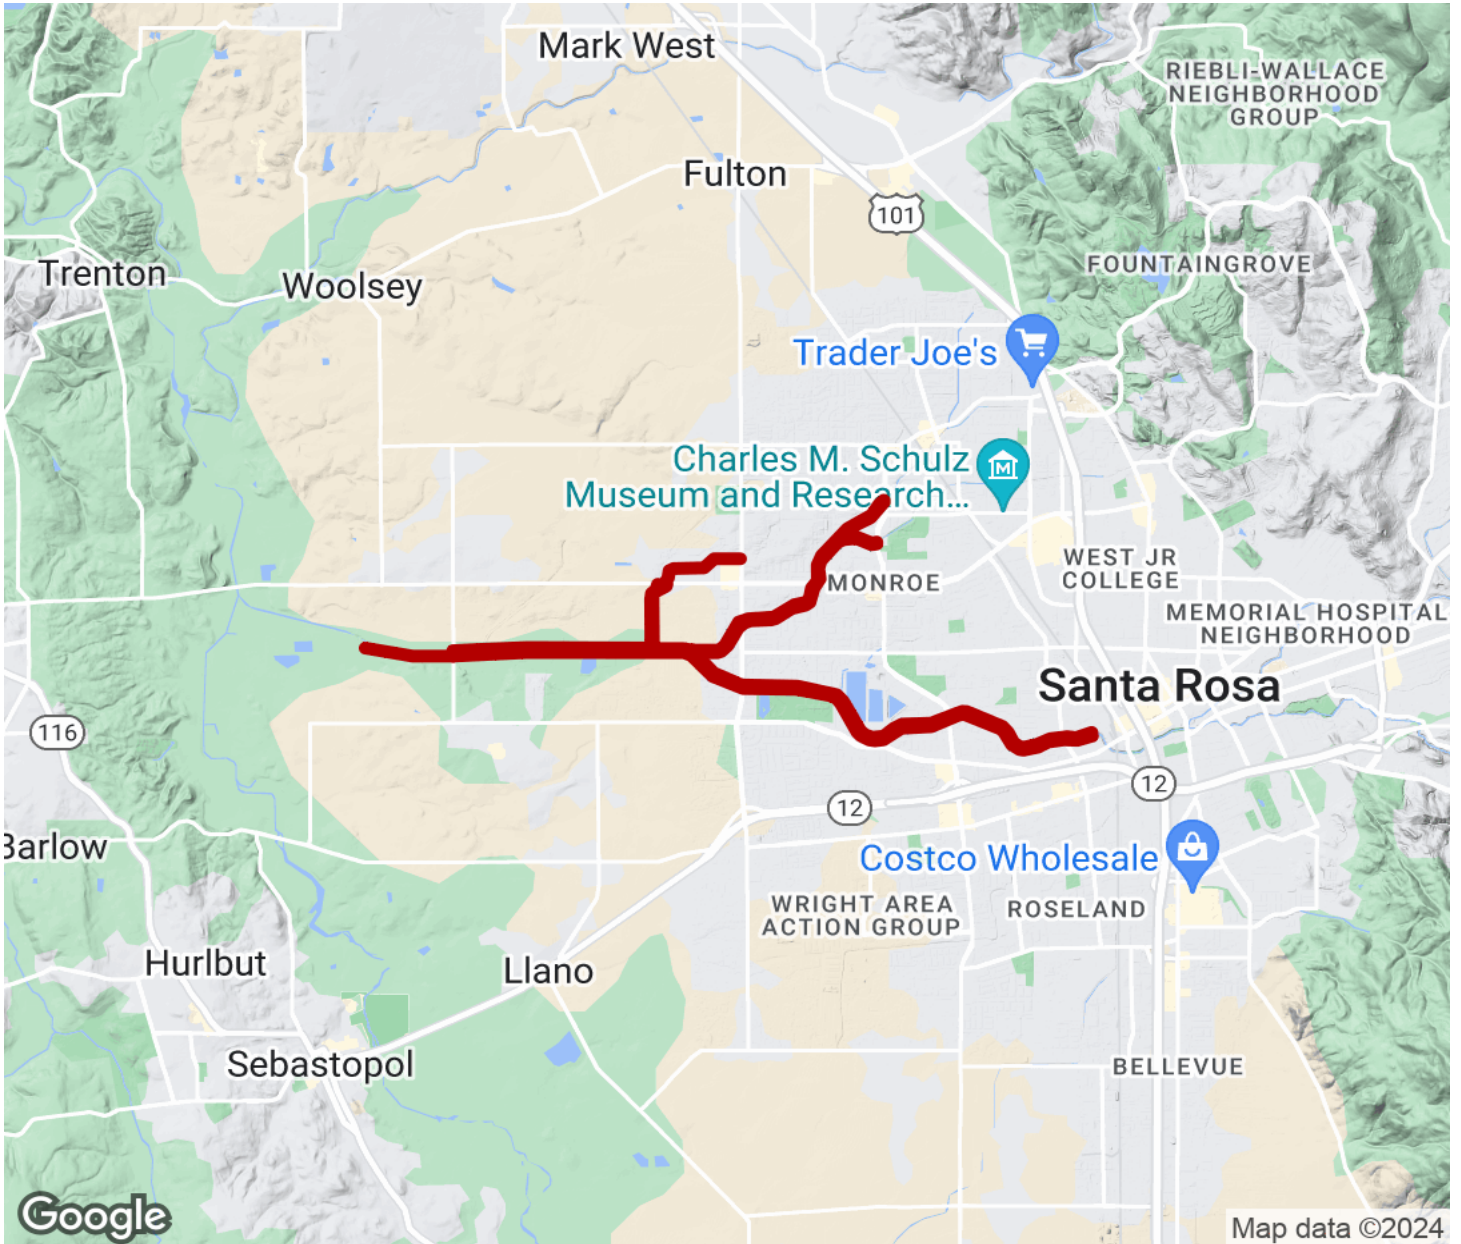 Mark West
RIEBLI-WALLACE
NEIGHBORHOOD
GROUP
Fulton
101
FOUNTAINGROVE
Trenton
Woolsey
Trader Joe's
Charles M. Schulz
Museum and Research...
M
WEST JR
COLLEGE
MONROE
MEMORIAL HOSPITAL
NEIGHBORHOOD
Santa Rosa
116
12
12
Barlow
Costco Wholesale
WRIGHT AREA
ACTION GROUP
ROSELAND
Hurlbut
Llano
Sebastopol
BELLEVUE
Google
Map data ©2024